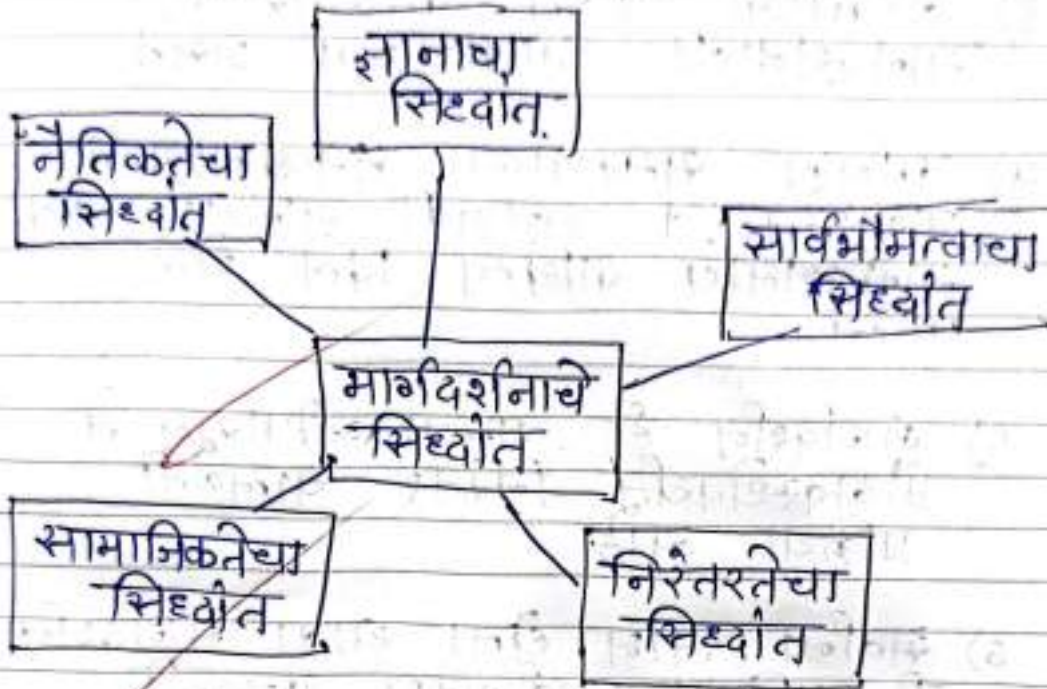 ज्ञानाचा
सिध्दांत.
नैतिकतेचा
सिध्दांत
सार्वभौमत्वाचा
सिध्दांत
मार्गदर्शनाचे
सिध्दांत.
सामाजिकतेचा
सिध्दांत
निरंतरतेचा
सिध्दांत